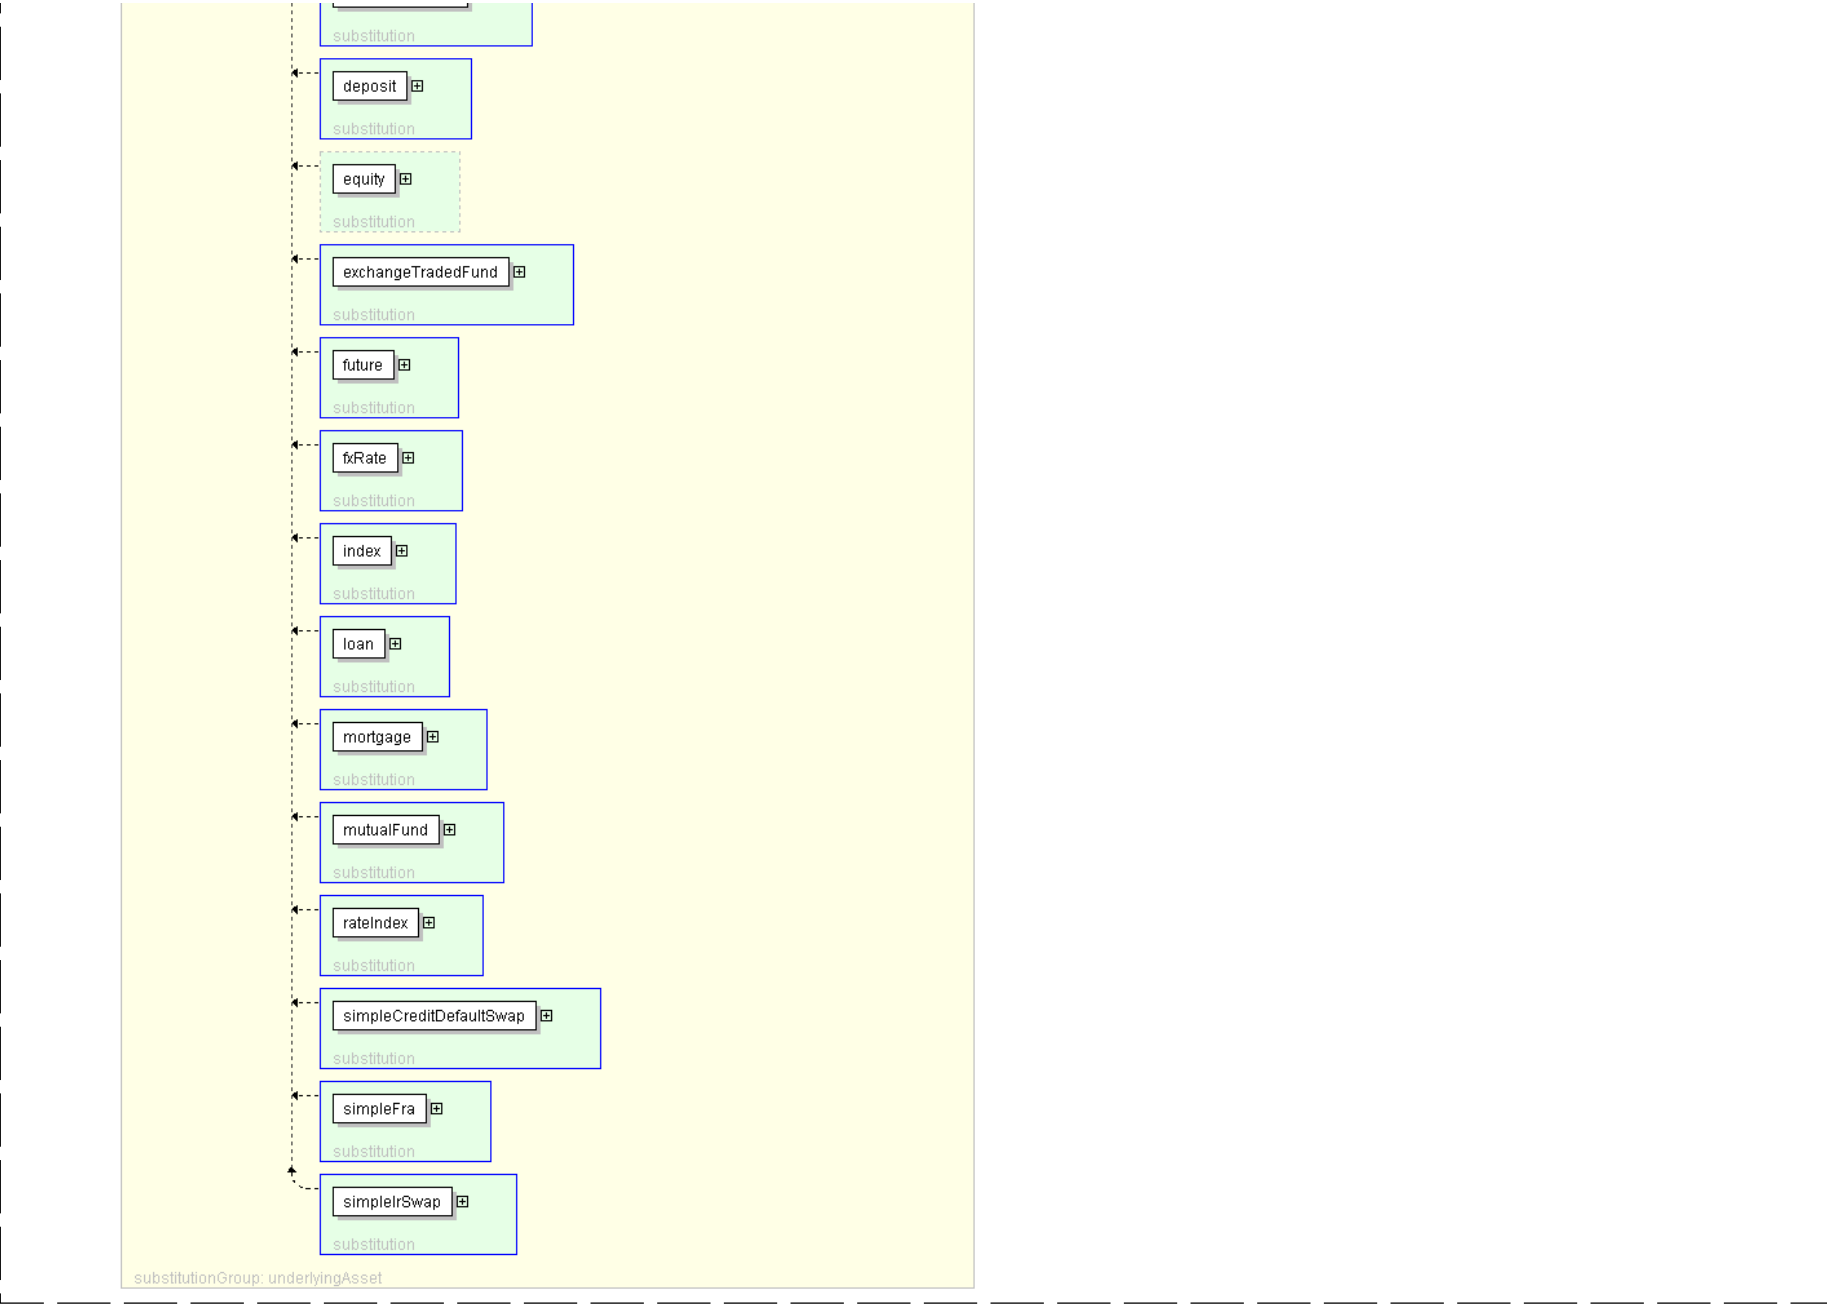 substitution
deposit
substitution
equity
substitution
exchangeTradedFund
substitution
future
substitution
fxRate
substitution
index
substitution
loan
substitution
mortgage
substitution
mutualFund
substitution
rateIndex
substitution
simpleCreditDefaultSwap
substitution
simpleFra
substitution
simpleIrSwap
substitution
substitutionGroup: underlyingAsset